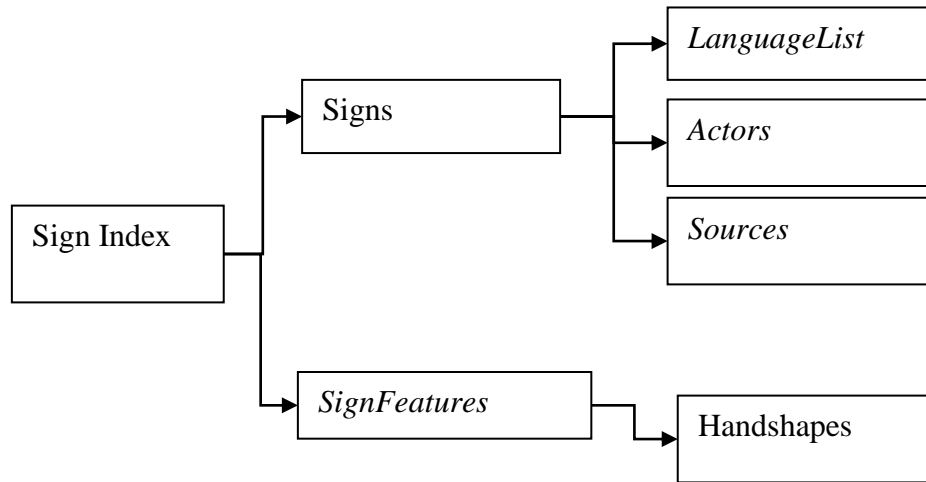 LanguageList
Signs
Actors
Sign Index
Sources
SignFeatures
Handshapes